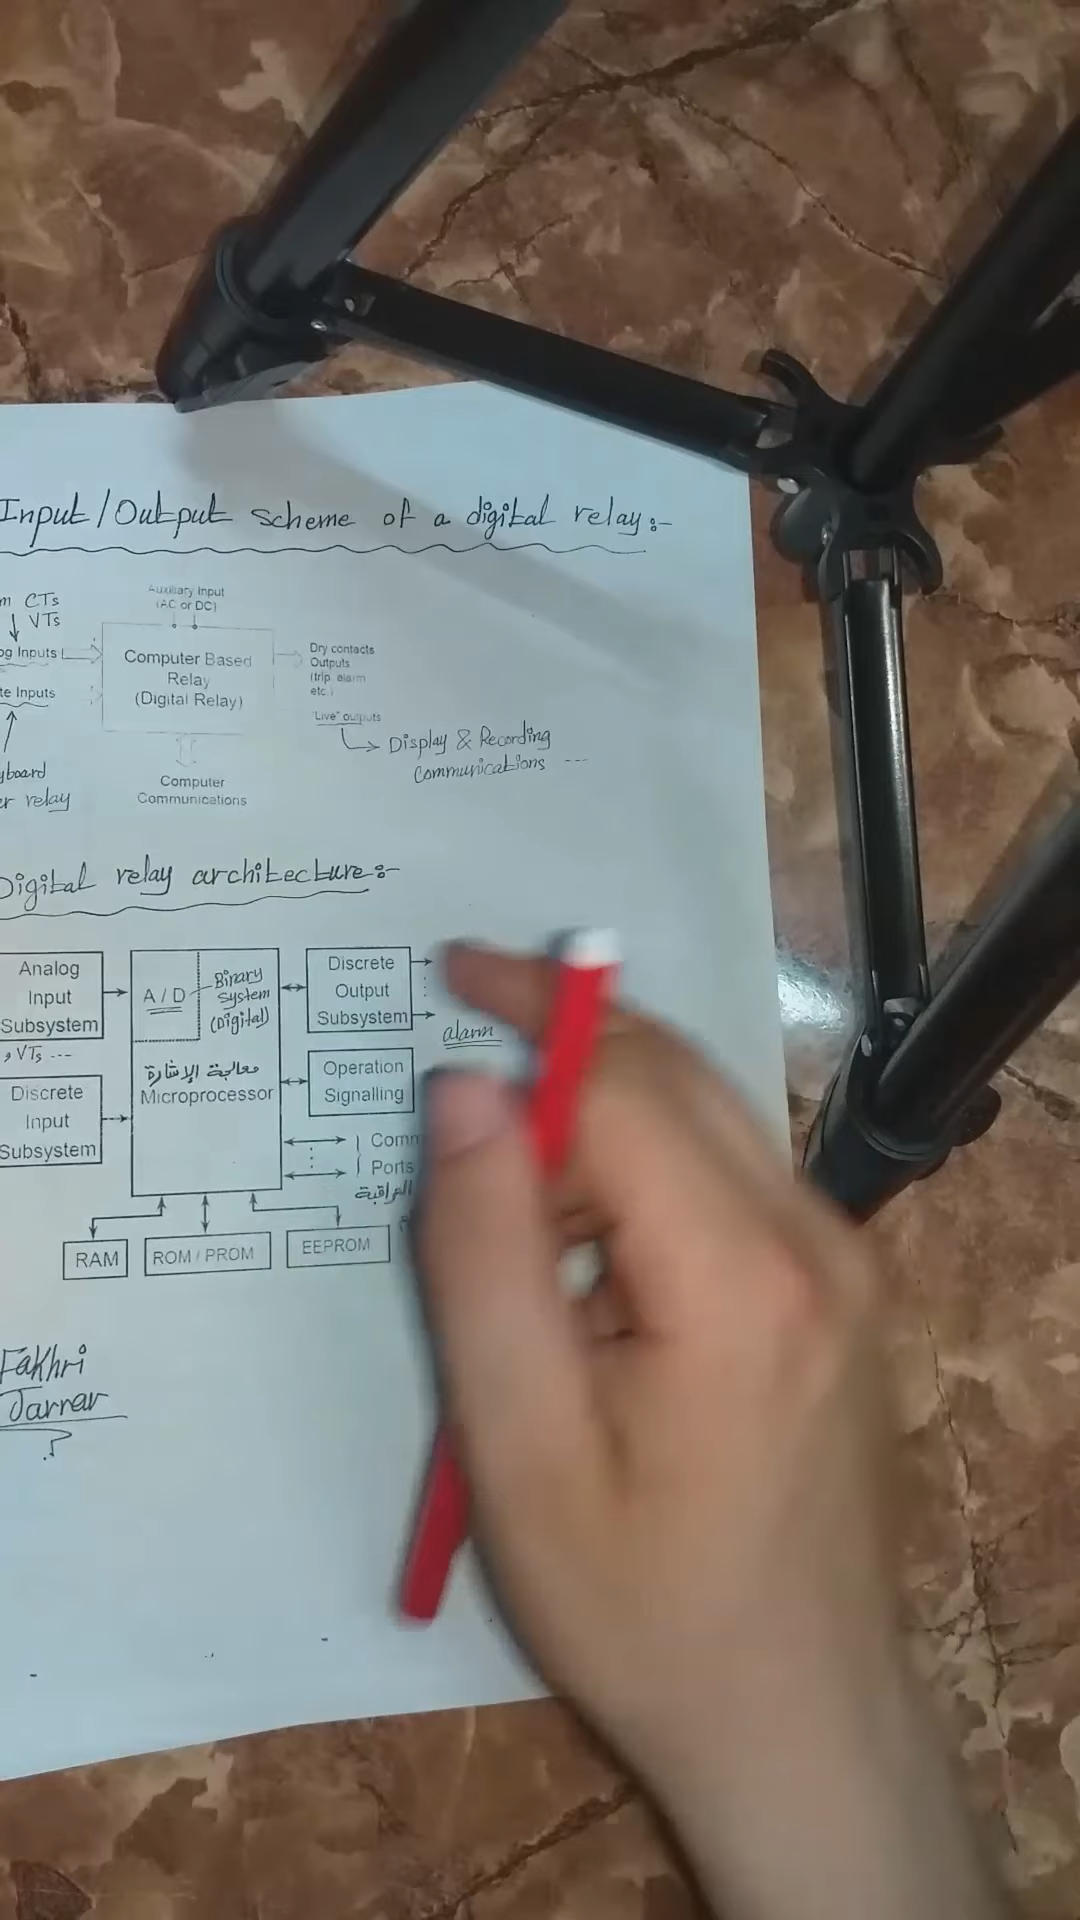 Input/Output scheme of a digital relay:-
CTs
VTs
Auxiliary Input
(AC or DC)
Inputs
Computer Based
Relay
(Digital Relay)
Dry contacts
Outputs
(trip, alarm
etc.)
Inputs
"Live" outputs
Display & Recording
Communications ---
relay
Computer
Communications
Digital relay architecture:-
Analog
Input
Subsystem
A/D
Binary
System
(Digital)
Discrete
Output
Subsystem
alarm
, VTs ---
معالجة الإشارة
Microprocessor
Operation
Signalling
Discrete
Input
Subsystem
Comm
Ports
المراقبة
RAM
ROM / PROM
EEPROM
Fakhri
Jarrar